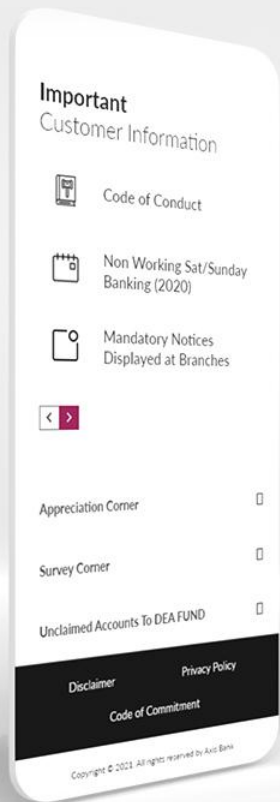 Important
Customer Information
Code of Conduct
Non Working Sat/Sunday
Banking (2020)
Mandatory Notices
Displayed at Branches
Appreciation Corner
Survey Corner
Unclaimed Accounts To DEA FUND
Disclaimer
Privacy Policy
Code of Commitment
Copyright © 2021. All rights reserved by Axis Bank